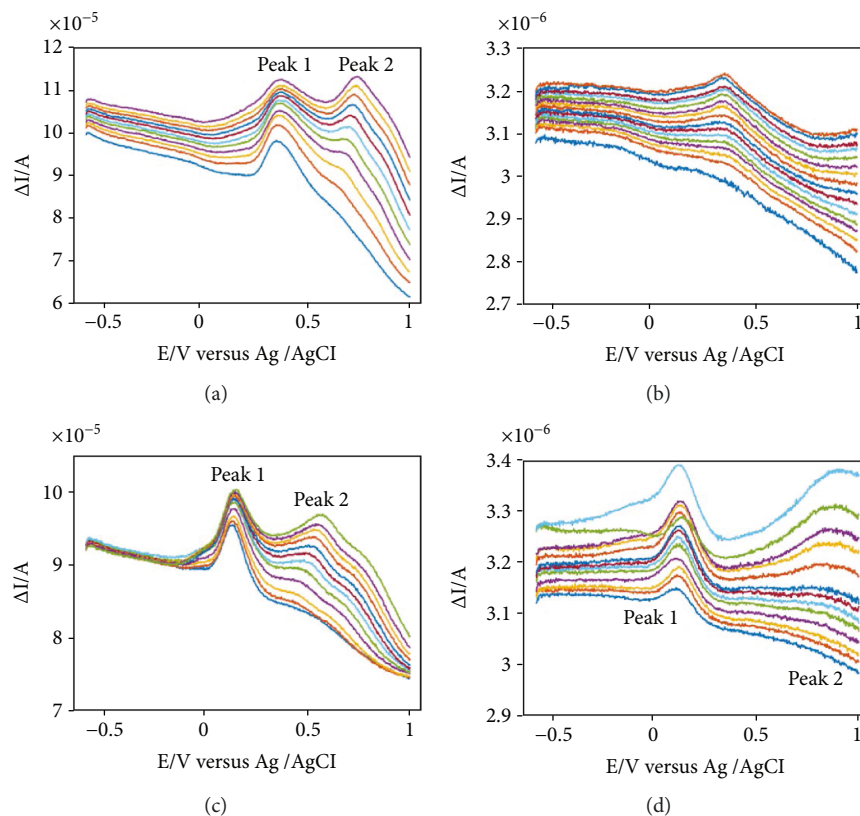 ×10⁻⁵
12
11
10
9
8
7
6
ΔI/A
Peak 1 Peak 2
−0.5 0 0.5 1
E/V versus Ag /AgCI
(a)
×10⁻⁶
3.3
3.2
3.1
3
2.9
2.8
2.7
ΔI/A
−0.5 0 0.5 1
E/V versus Ag /AgCI
(b)
×10⁻⁵
10
9
8
7
ΔI/A
Peak 1
Peak 2
−0.5 0 0.5 1
E/V versus Ag /AgCI
(c)
×10⁻⁶
3.4
3.2
3.2
3.1
3
2.9
ΔI/A
Peak 1
Peak 2
−0.5 0 0.5 1
E/V versus Ag /AgCI
(d)